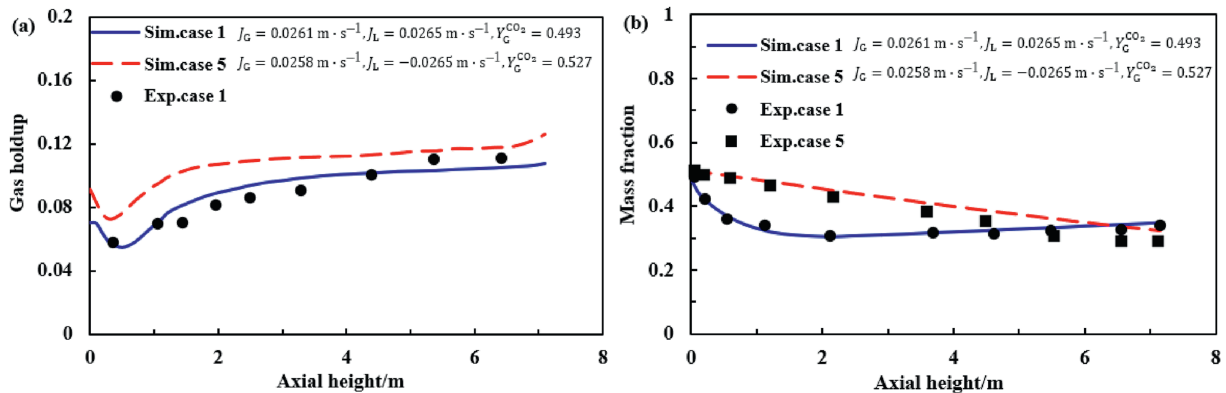 (a)
0.2
0.16
0.12
0.08
0.04
0
0 2 4 6 8
Gas holdup
Axial height/m
Sim.case 1 J_G = 0.0261 m · s⁻¹, J_L = 0.0265 m · s⁻¹, Y_G^CO₂ = 0.493
Sim.case 5 J_G = 0.0258 m · s⁻¹, J_L = −0.0265 m · s⁻¹, Y_G^CO₂ = 0.527
Exp.case 1
(b)
1
0.8
0.6
0.4
0.2
0
0 2 4 6 8
Mass fraction
Axial height/m
Sim.case 1 J_G = 0.0261 m · s⁻¹, J_L = 0.0265 m · s⁻¹, Y_G^CO₂ = 0.493
Sim.case 5 J_G = 0.0258 m · s⁻¹, J_L = −0.0265 m · s⁻¹, Y_G^CO₂ = 0.527
Exp.case 1
Exp.case 5